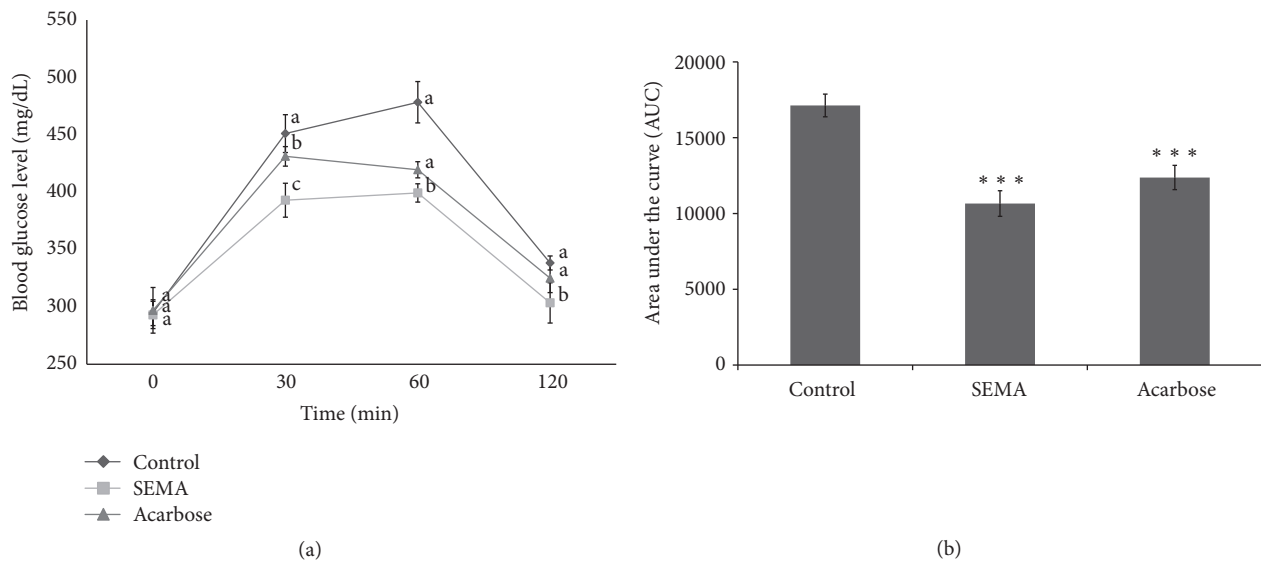 550
500
450
400
350
300
250
Blood glucose level (mg/dL)
a
a
a
a
b
c
a
a
b
a
a
b
0 30 60 120
Time (min)
Control
SEMA
Acarbose
(a)
20000
15000
10000
5000
0
Area under the curve (AUC)
* * *
* * *
Control SEMA Acarbose
(b)